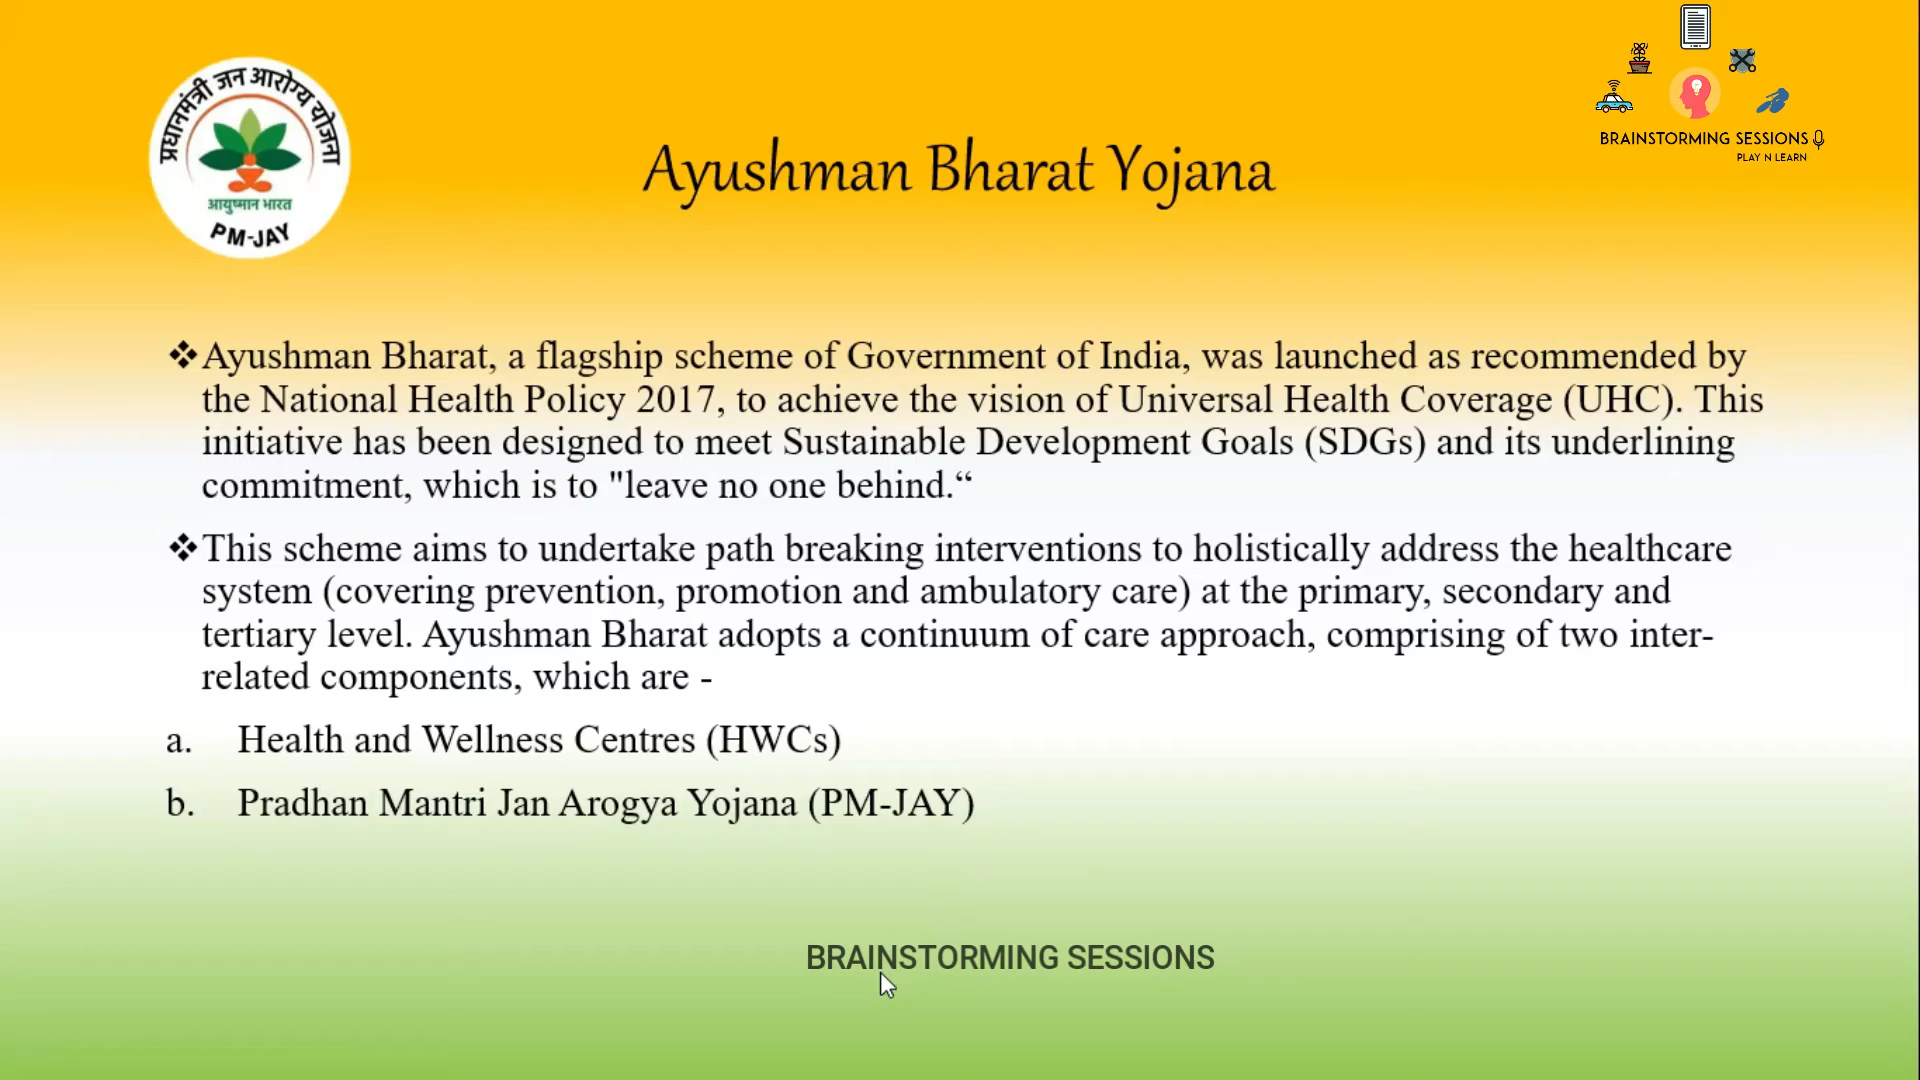 प्रधानमंत्री जन आरोग्य योजना
आयुष्मान भारत
PM-JAY
BRAINSTORMING SESSIONS
PLAY N LEARN
Ayushman Bharat Yojana
❖Ayushman Bharat, a flagship scheme of Government of India, was launched as recommended by
the National Health Policy 2017, to achieve the vision of Universal Health Coverage (UHC). This
initiative has been designed to meet Sustainable Development Goals (SDGs) and its underlining
commitment, which is to "leave no one behind.“
❖This scheme aims to undertake path breaking interventions to holistically address the healthcare
system (covering prevention, promotion and ambulatory care) at the primary, secondary and
tertiary level. Ayushman Bharat adopts a continuum of care approach, comprising of two inter-
related components, which are -
a. Health and Wellness Centres (HWCs)
b. Pradhan Mantri Jan Arogya Yojana (PM-JAY)
BRAINSTORMING SESSIONS